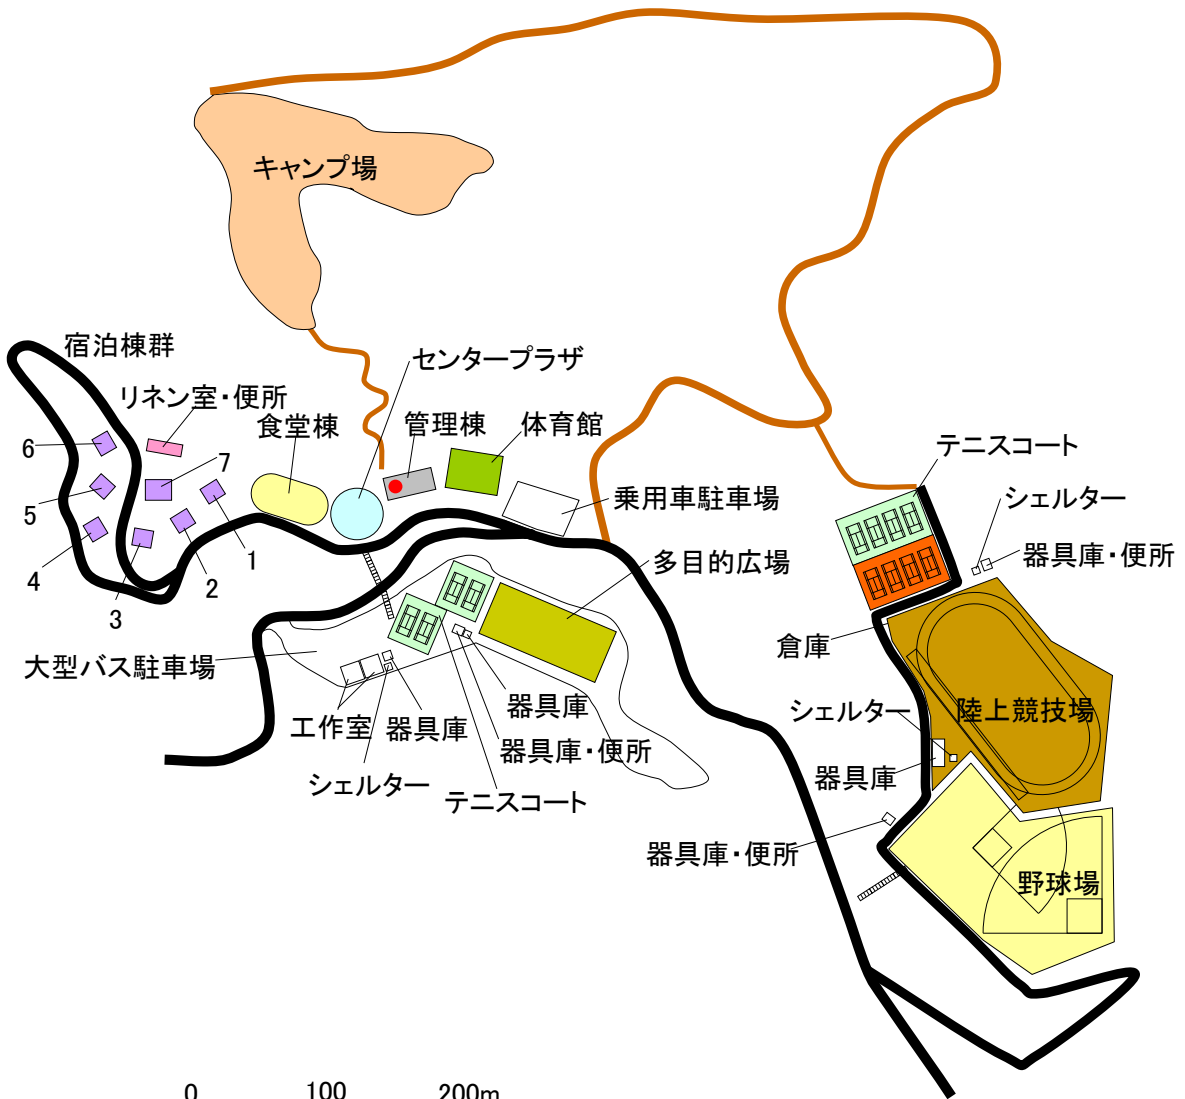 キャンプ場
宿泊棟群
センタープラザ
リネン室・便所
食堂棟
管理棟
体育館
テニスコート
6
7
乗用車駐車場
シェルター
5
器具庫・便所
1
多目的広場
4
2
3
倉庫
大型バス駐車場
シェルター
陸上競技場
工作室
器具庫
器具庫
器具庫・便所
シェルター
テニスコート
器具庫
器具庫・便所
野球場
0 100 200m